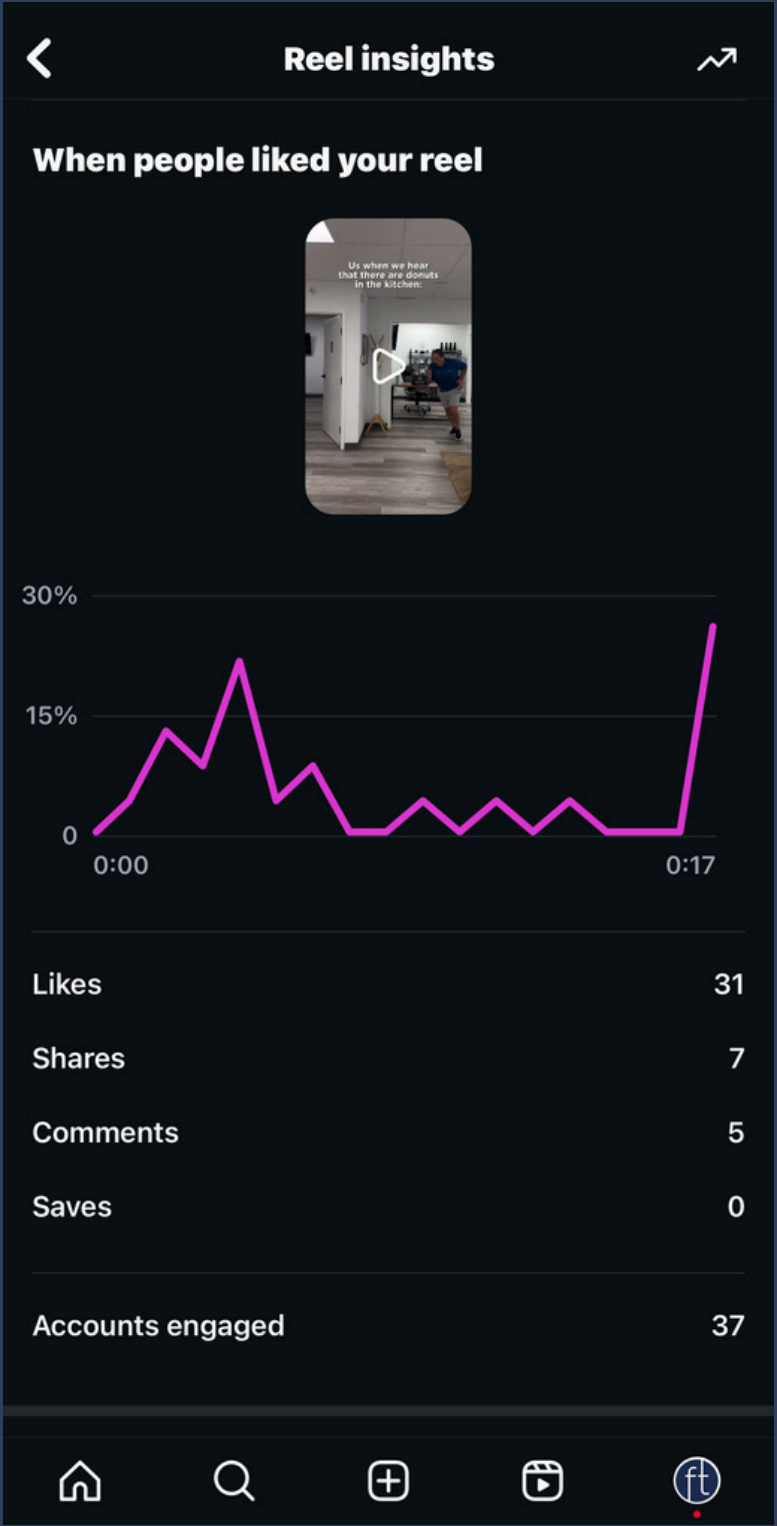 Reel insights
When people liked your reel
Us when we hear
that there are donuts
in the kitchen:
30%
15%
0
0:00 0:17
Likes 31
Shares 7
Comments 5
Saves 0
Accounts engaged 37
ft